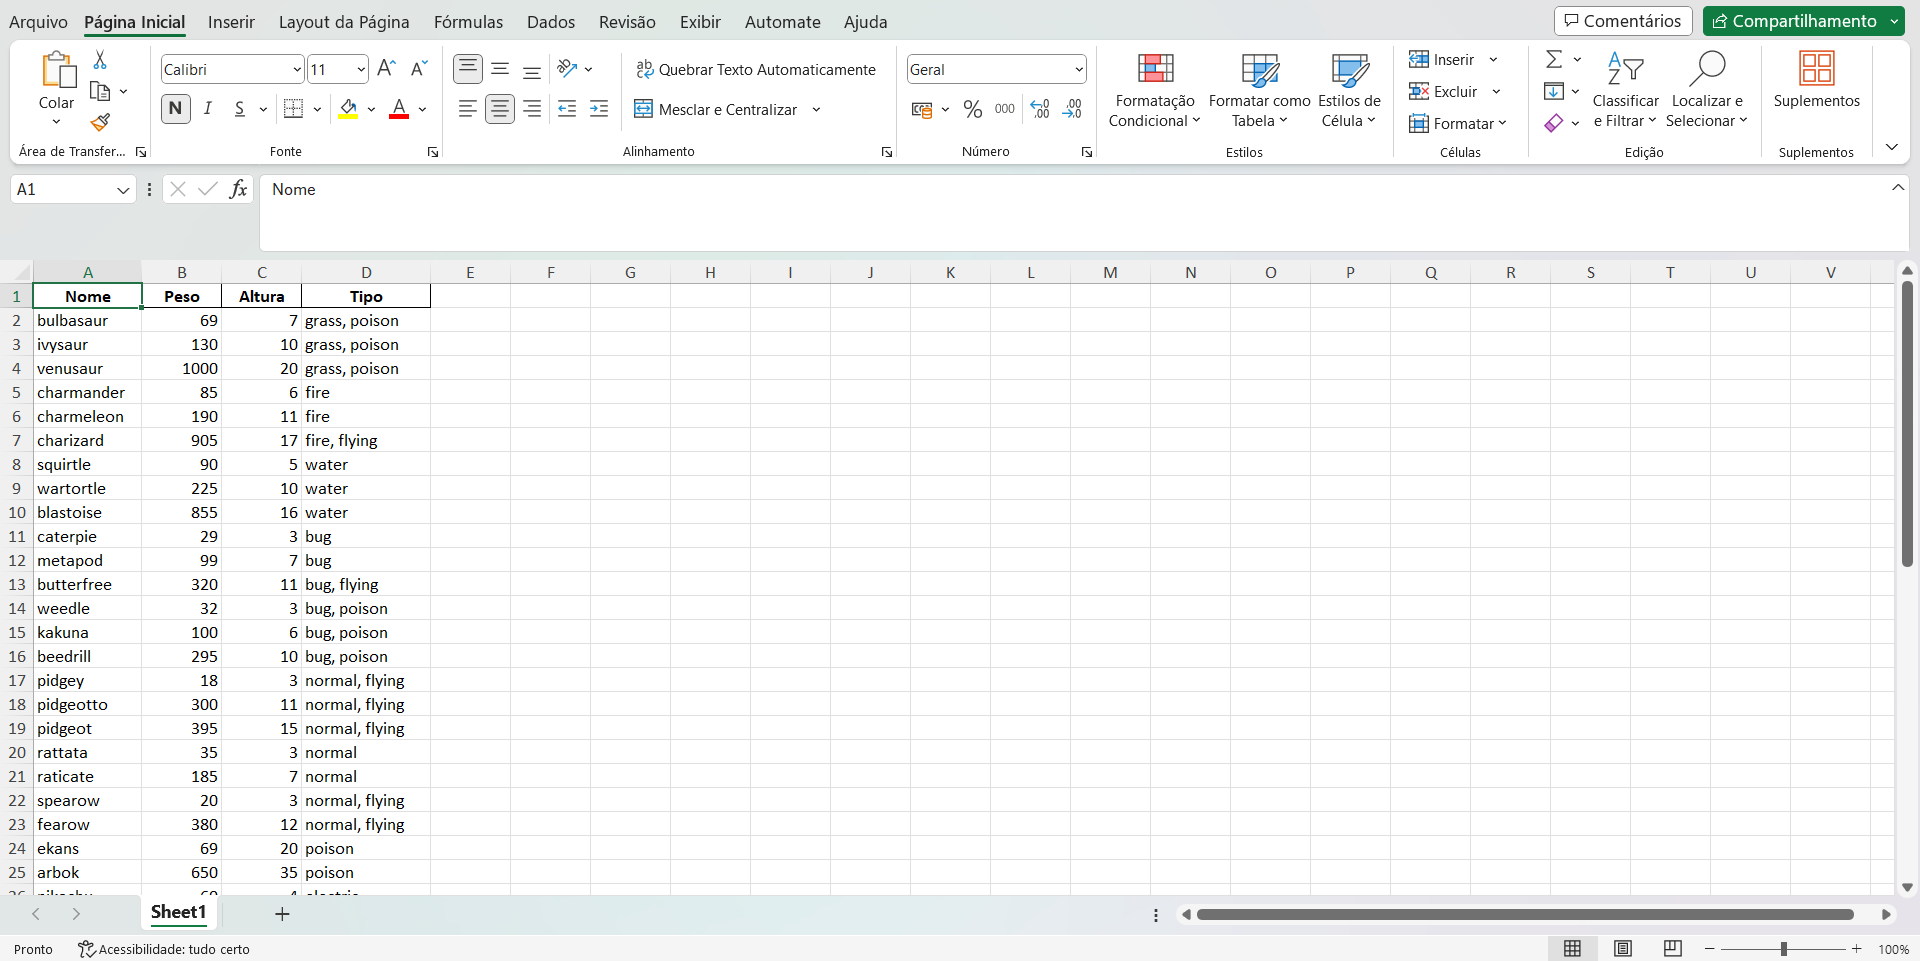 Arquivo Página Inicial Inserir Layout da Página Fórmulas Dados Revisão Exibir Automate Ajuda Comentários Compartilhamento
Colar
Área de Transfer...
Calibri 11
N I S A
Fonte
Quebrar Texto Automaticamente
Mesclar e Centralizar
Alinhamento
Geral
% 000 ,00
Número
Formatação Condicional
Formatar como Tabela
Estilos de Célula
Estilos
Inserir
Excluir
Formatar
Células
Classificar e Filtrar
Localizar e Selecionar
Edição
Suplementos
Suplementos
A1 fx Nome
A B C D E F G H I J K L M N O P Q R S T U V
1 Nome Peso Altura Tipo
2 bulbasaur 69 7 grass, poison
3 ivysaur 130 10 grass, poison
4 venusaur 1000 20 grass, poison
5 charmander 85 6 fire
6 charmeleon 190 11 fire
7 charizard 905 17 fire, flying
8 squirtle 90 5 water
9 wartortle 225 10 water
10 blastoise 855 16 water
11 caterpie 29 3 bug
12 metapod 99 7 bug
13 butterfree 320 11 bug, flying
14 weedle 32 3 bug, poison
15 kakuna 100 6 bug, poison
16 beedrill 295 10 bug, poison
17 pidgey 18 3 normal, flying
18 pidgeotto 300 11 normal, flying
19 pidgeot 395 15 normal, flying
20 rattata 35 3 normal
21 raticate 185 7 normal
22 spearow 20 3 normal, flying
23 fearow 380 12 normal, flying
24 ekans 69 20 poison
25 arbok 650 35 poison
Sheet1
Pronto Acessibilidade: tudo certo 100%